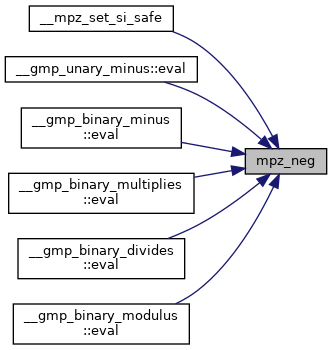 __mpz_set_si_safe
__gmp_unary_minus::eval
__gmp_binary_minus
::eval
mpz_neg
__gmp_binary_multiplies
::eval
__gmp_binary_divides
::eval
__gmp_binary_modulus
::eval